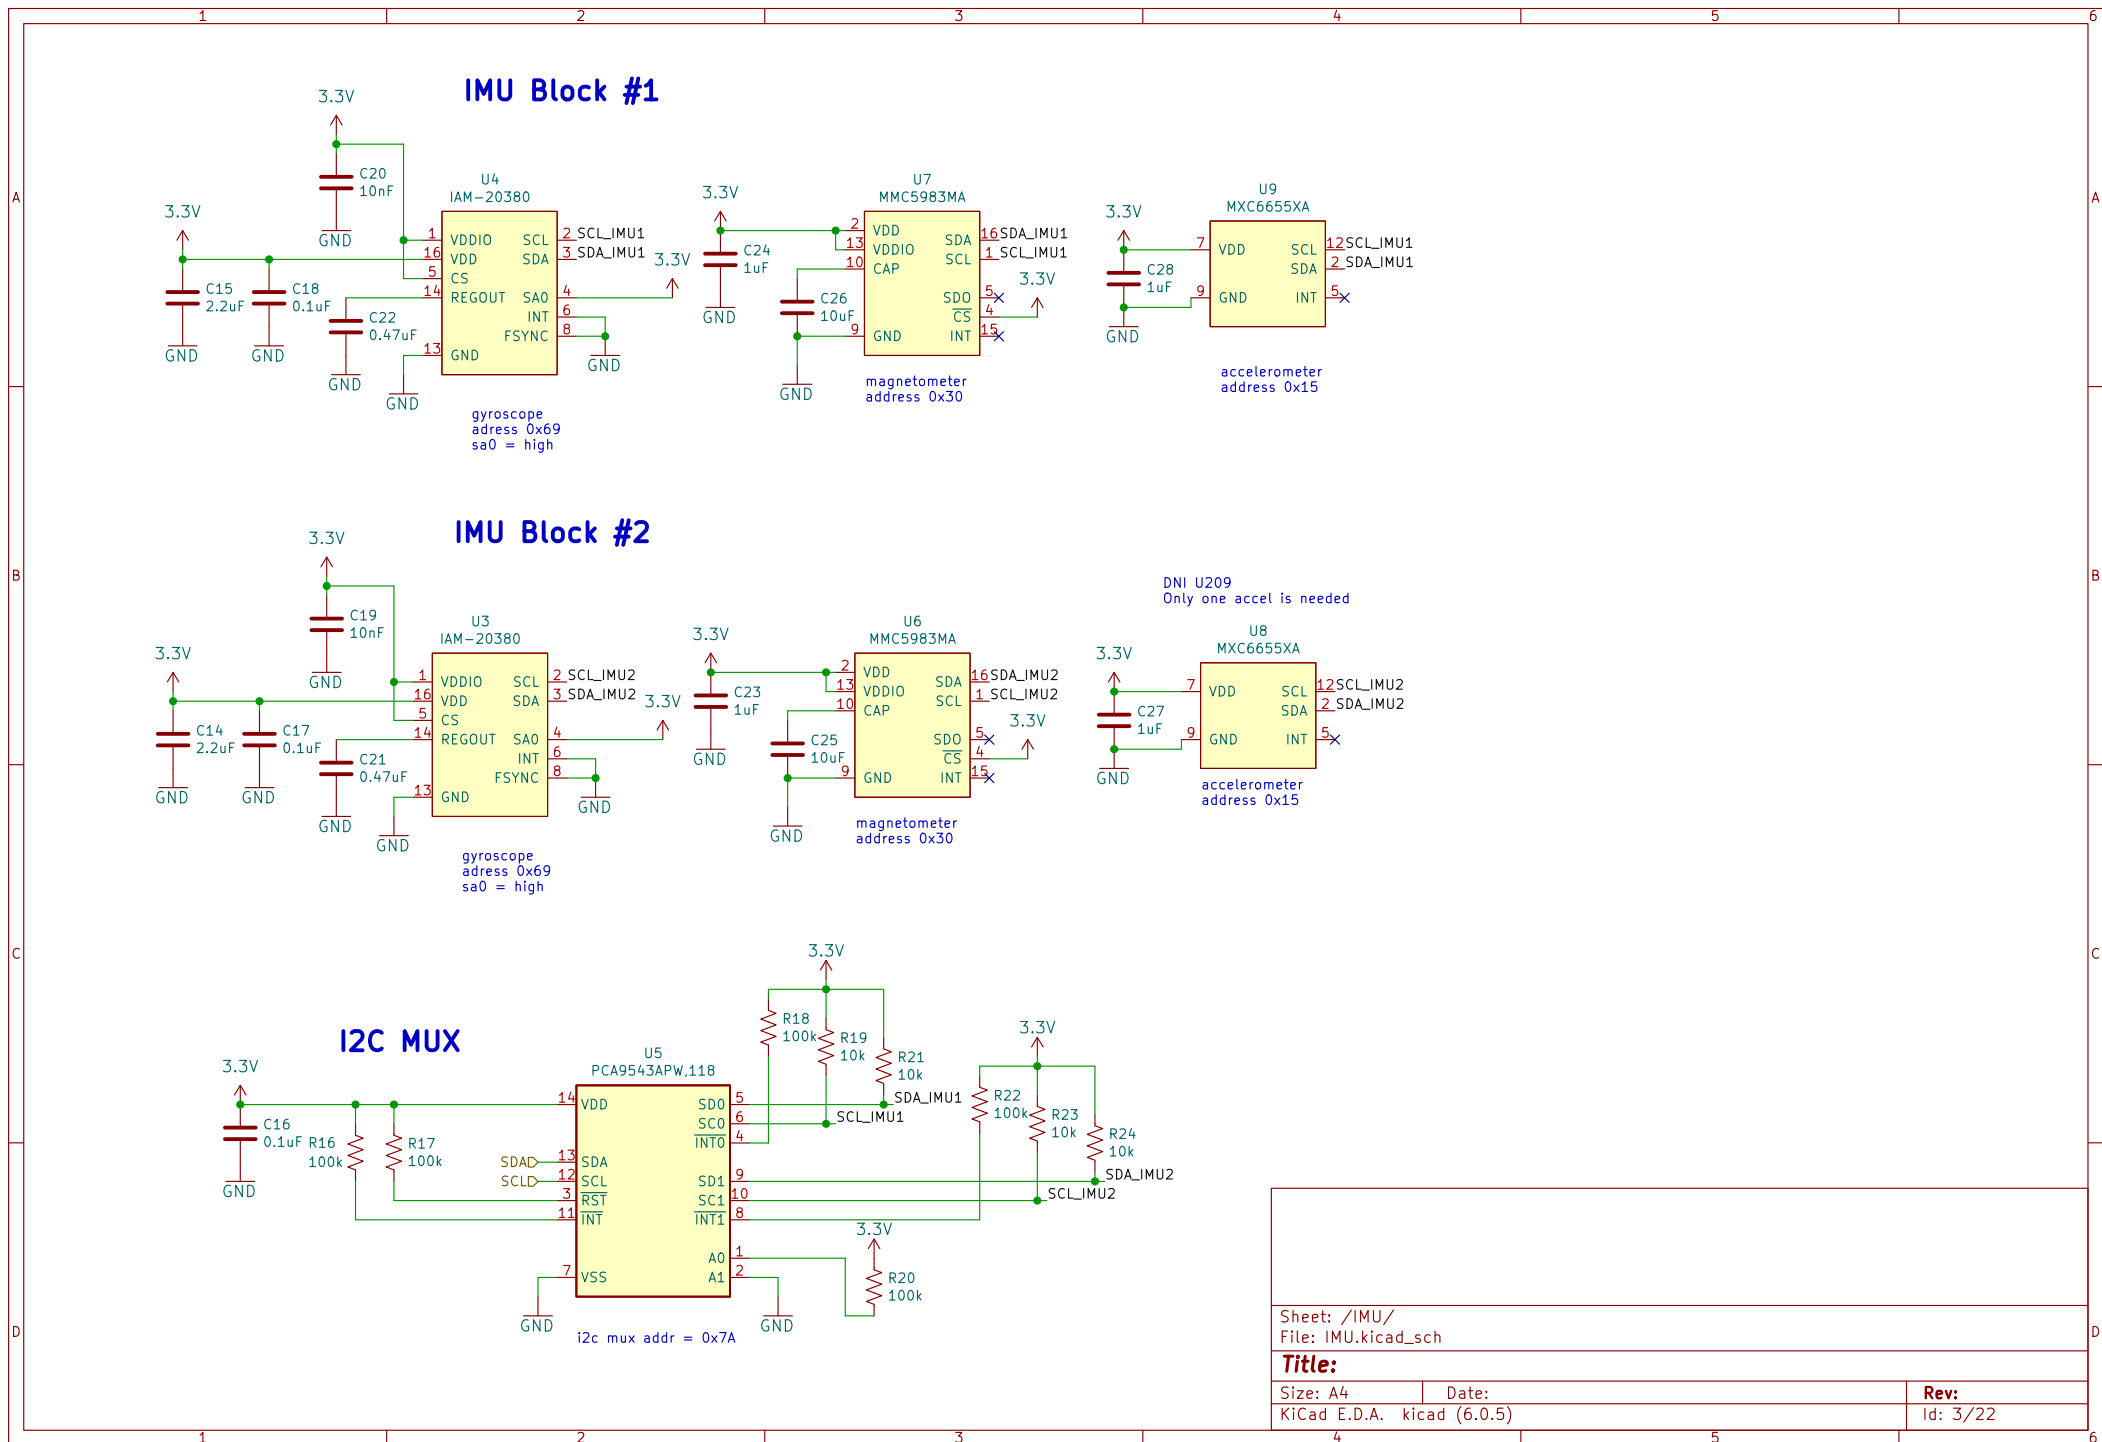 1 2 3 4 5 6
A A
B B
C C
D D
1 2 3 4 5 6
IMU Block #1
3.3V
C20
10nF
GND
3.3V
C15
2.2uF
GND
C18
0.1uF
GND
C22
0.47uF
GND
GND
U4
IAM-20380
1 VDDIO
16 VDD
5 CS
14 REGOUT
13 GND
SCL 2 SCL_IMU1
SDA 3 SDA_IMU1
SA0 4
INT 6
FSYNC 8
3.3V
GND
gyroscope
adress 0x69
sa0 = high
3.3V
C24
1uF
GND
C26
10uF
GND
U7
MMC5983MA
2 VDD
13 VDDIO
10 CAP
9 GND
SDA 16 SDA_IMU1
SCL 1 SCL_IMU1
SDO 5
CS 4
INT 15
3.3V
magnetometer
address 0x30
3.3V
C28
1uF
GND
U9
MXC6655XA
7 VDD
9 GND
SCL 12 SCL_IMU1
SDA 2 SDA_IMU1
INT 5
accelerometer
address 0x15
IMU Block #2
3.3V
C19
10nF
GND
3.3V
C14
2.2uF
GND
C17
0.1uF
GND
C21
0.47uF
GND
GND
U3
IAM-20380
1 VDDIO
16 VDD
5 CS
14 REGOUT
13 GND
SCL 2 SCL_IMU2
SDA 3 SDA_IMU2
SA0 4
INT 6
FSYNC 8
3.3V
GND
gyroscope
adress 0x69
sa0 = high
3.3V
C23
1uF
GND
C25
10uF
GND
U6
MMC5983MA
2 VDD
13 VDDIO
10 CAP
9 GND
SDA 16 SDA_IMU2
SCL 1 SCL_IMU2
SDO 5
CS 4
INT 15
3.3V
magnetometer
address 0x30
DNI U209
Only one accel is needed
3.3V
C27
1uF
GND
U8
MXC6655XA
7 VDD
9 GND
SCL 12 SCL_IMU2
SDA 2 SDA_IMU2
INT 5
accelerometer
address 0x15
I2C MUX
3.3V
C16
0.1uF
GND
R16
100k
R17
100k
SDA
SCL
GND
U5
PCA9543APW,118
14 VDD
13 SDA
12 SCL
3 RST
11 INT
7 VSS
SD0 5
SC0 6
INT0 4
SD1 9
SC1 10
INT1 8
A0 1
A1 2
GND
i2c mux addr = 0x7A
3.3V
R18
100k
R19
10k
R21
10k
SDA_IMU1
SCL_IMU1
3.3V
R22
100k
R23
10k
R24
10k
SDA_IMU2
SCL_IMU2
3.3V
R20
100k
Sheet: /IMU/
File: IMU.kicad_sch
Title:
Size: A4 Date: Rev:
KiCad E.D.A. kicad (6.0.5) Id: 3/22